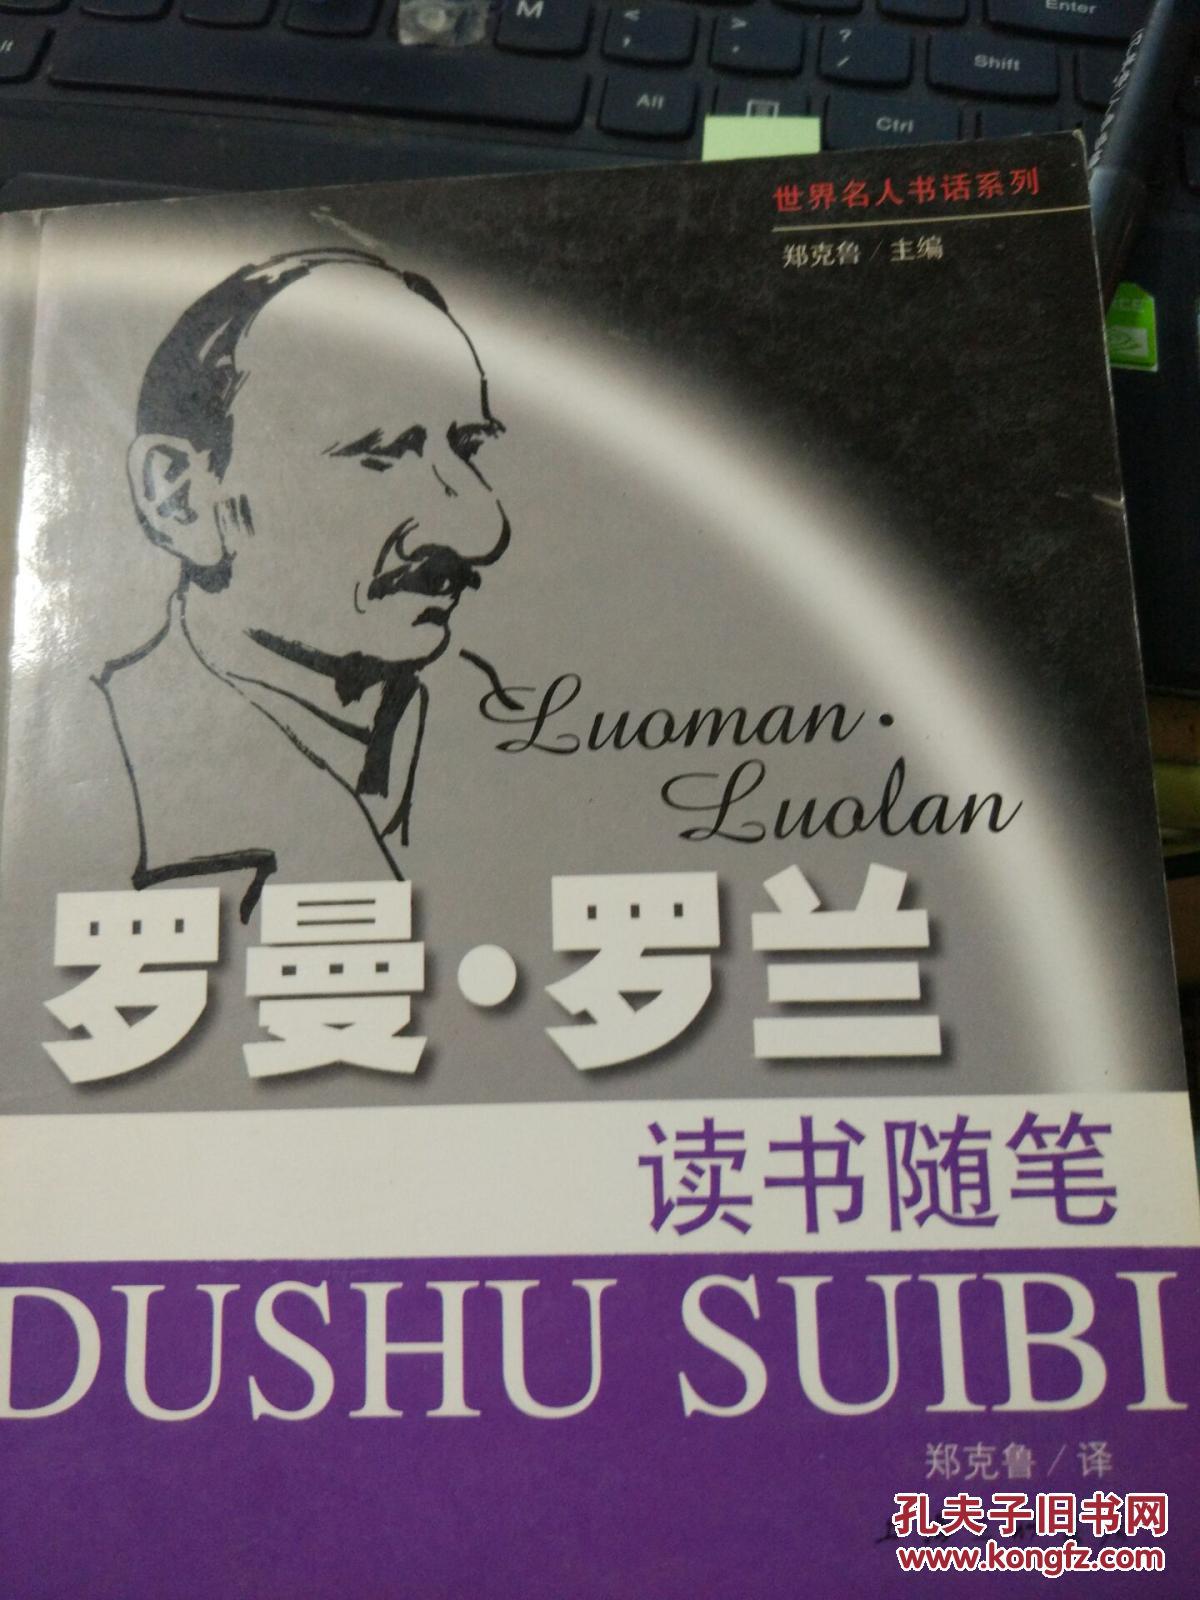 M
<
,
>
.
?
/
Enter
Shift
Alt
Ctrl
世界名人书话系列
郑克鲁 / 主编
Luoman·
Luolan
罗曼·罗兰
读书随笔
DUSHU SUIBI
郑克鲁 / 译
孔夫子旧书网
www.kongfz.com